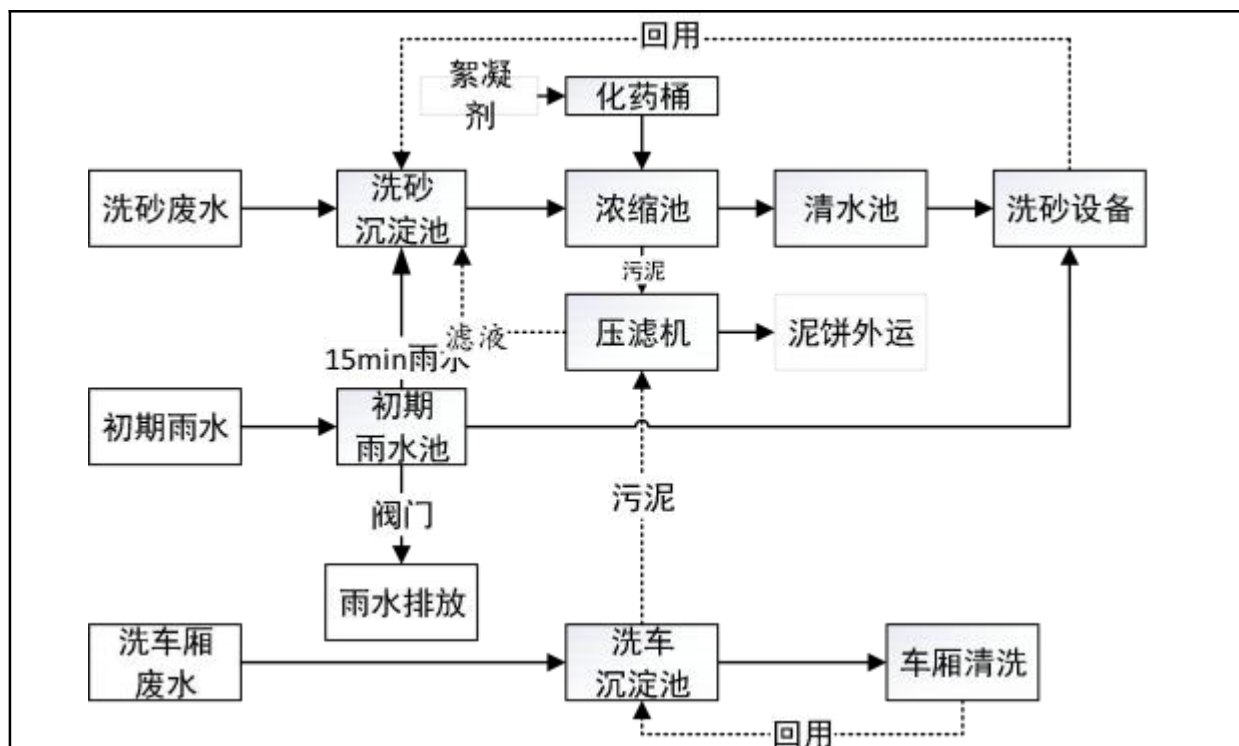 回用
絮凝
剂
化药桶
洗砂废水
洗砂
沉淀池
浓缩池
清水池
洗砂设备
污泥
压滤机
泥饼外运
滤液
15min雨水
初期雨水
初期
雨水池
阀门
污泥
雨水排放
洗车厢
废水
洗车
沉淀池
车厢清洗
回用